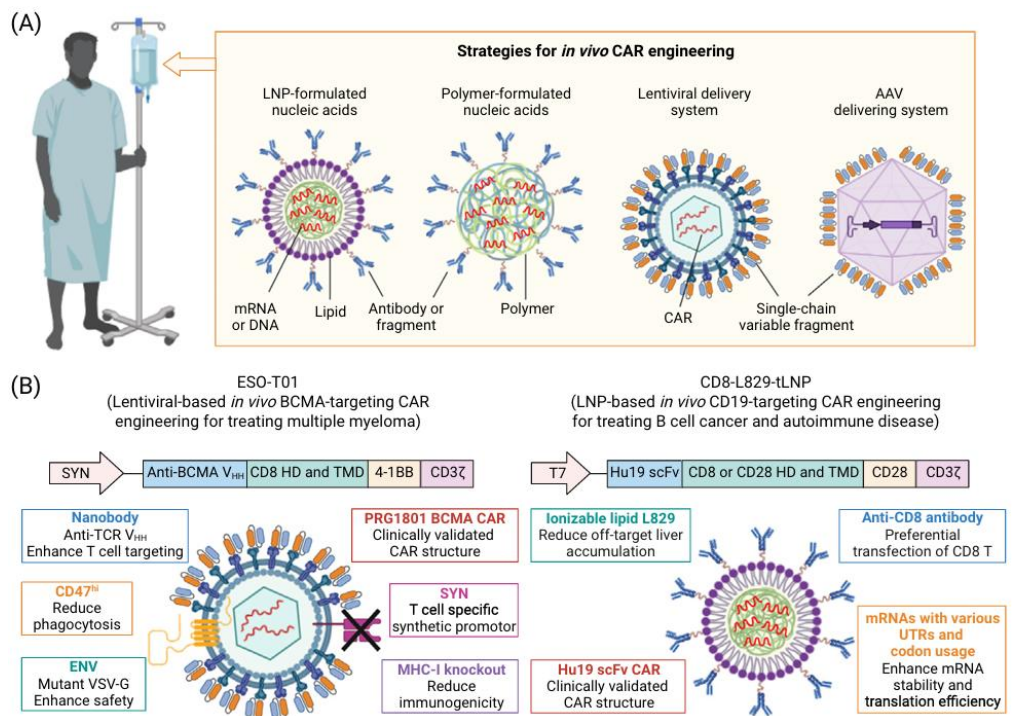 (A)
Strategies for in vivo CAR engineering
LNP-formulated
nucleic acids
Polymer-formulated
nucleic acids
Lentiviral delivery
system
AAV
delivering system
mRNA
or DNA
Lipid
Antibody or
fragment
Polymer
CAR
Single-chain
variable fragment
(B)
ESO-T01
(Lentiviral-based in vivo BCMA-targeting CAR
engineering for treating multiple myeloma)
SYN
Anti-BCMA VHH
CD8 HD and TMD
4-1BB
CD3ζ
Nanobody
Anti-TCR VHH
Enhance T cell targeting
CD47hi
Reduce
phagocytosis
ENV
Mutant VSV-G
Enhance safety
PRG1801 BCMA CAR
Clinically validated
CAR structure
SYN
T cell specific
synthetic promotor
MHC-I knockout
Reduce
immunogenicity
CD8-L829-tLNP
(LNP-based in vivo CD19-targeting CAR engineering
for treating B cell cancer and autoimmune disease)
T7
Hu19 scFv
CD8 or CD28 HD and TMD
CD28
CD3ζ
Ionizable lipid L829
Reduce off-target liver
accumulation
Hu19 scFv CAR
Clinically validated
CAR structure
Anti-CD8 antibody
Preferential
transfection of CD8 T
mRNAs with various
UTRs and
codon usage
Enhance mRNA
stability and
translation efficiency